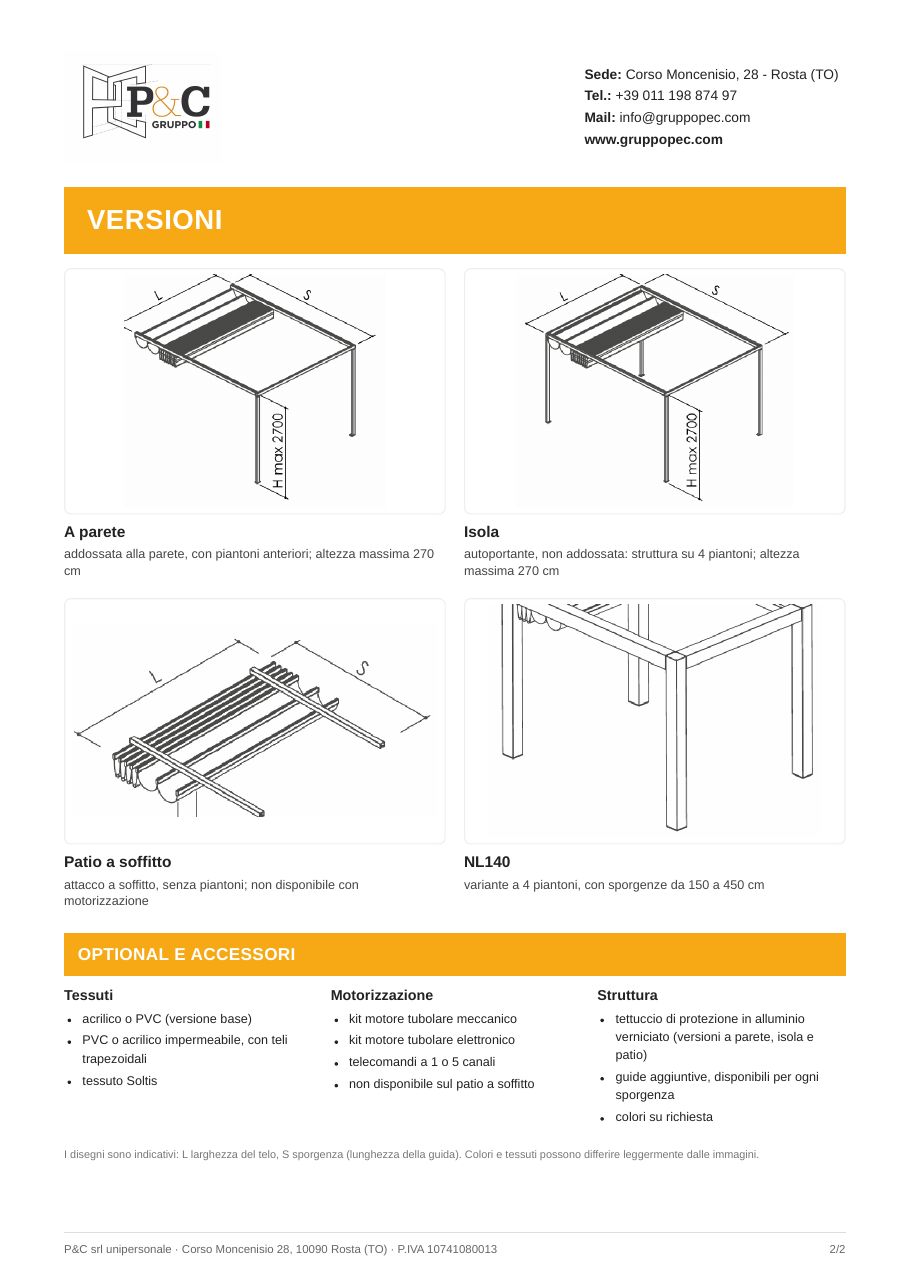 P&C
GRUPPO
Sede: Corso Moncenisio, 28 - Rosta (TO)
Tel.: +39 011 198 874 97
Mail: info@gruppopec.com
www.gruppopec.com
VERSIONI
L
S
H max 2700
L
S
H max 2700
A parete
addossata alla parete, con piantoni anteriori; altezza massima 270
cm
Isola
autoportante, non addossata: struttura su 4 piantoni; altezza
massima 270 cm
L
S
Patio a soffitto
attacco a soffitto, senza piantoni; non disponibile con
motorizzazione
NL140
variante a 4 piantoni, con sporgenze da 150 a 450 cm
OPTIONAL E ACCESSORI
Tessuti
• acrilico o PVC (versione base)
• PVC o acrilico impermeabile, con teli
trapezoidali
• tessuto Soltis
Motorizzazione
• kit motore tubolare meccanico
• kit motore tubolare elettronico
• telecomandi a 1 o 5 canali
• non disponibile sul patio a soffitto
Struttura
• tettuccio di protezione in alluminio
verniciato (versioni a parete, isola e
patio)
• guide aggiuntive, disponibili per ogni
sporgenza
• colori su richiesta
I disegni sono indicativi: L larghezza del telo, S sporgenza (lunghezza della guida). Colori e tessuti possono differire leggermente dalle immagini.
P&C srl unipersonale · Corso Moncenisio 28, 10090 Rosta (TO) · P.IVA 10741080013
2/2